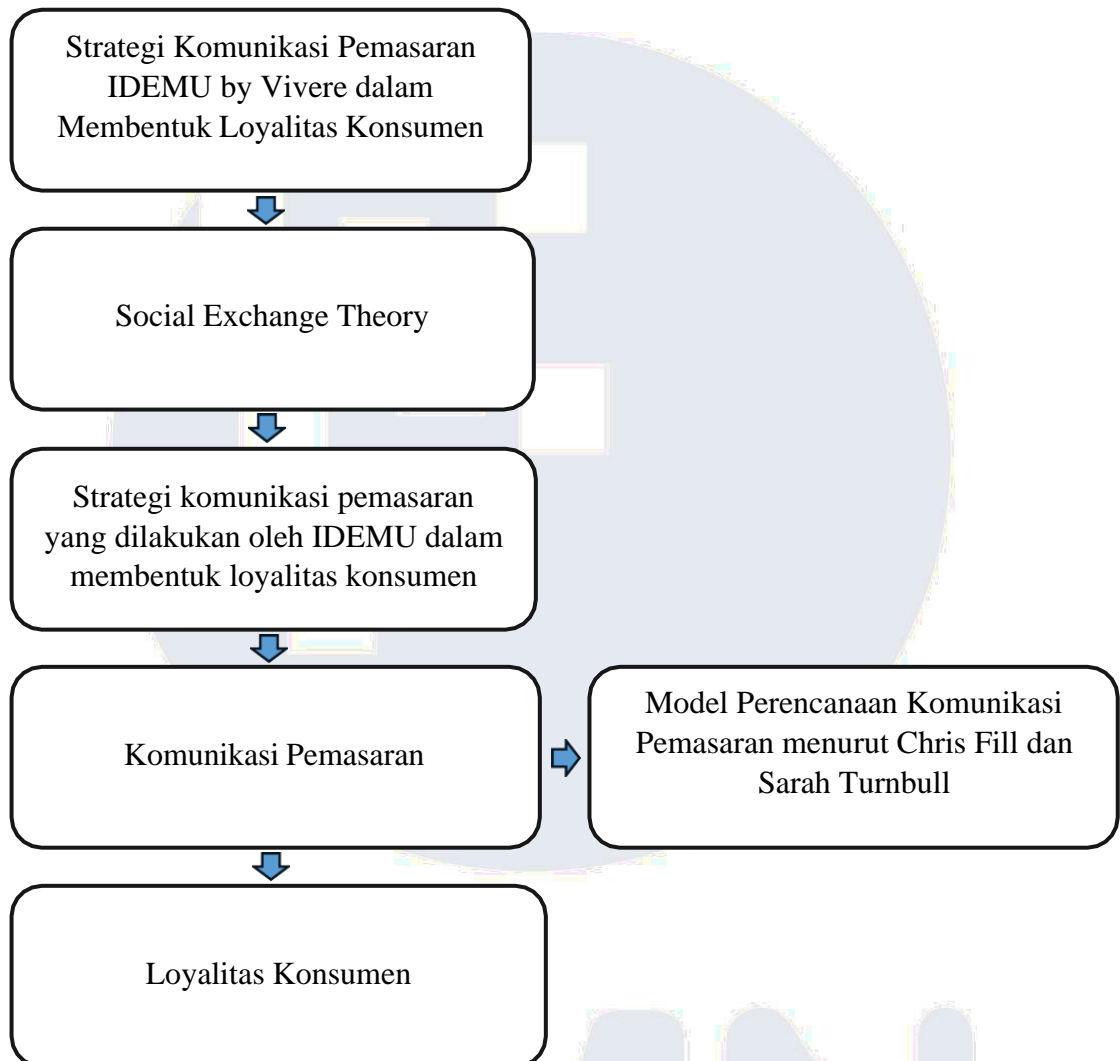 Strategi Komunikasi Pemasaran
IDEMU by Vivere dalam
Membentuk Loyalitas Konsumen
Social Exchange Theory
Strategi komunikasi pemasaran
yang dilakukan oleh IDEMU dalam
membentuk loyalitas konsumen
Komunikasi Pemasaran
Model Perencanaan Komunikasi
Pemasaran menurut Chris Fill dan
Sarah Turnbull
Loyalitas Konsumen